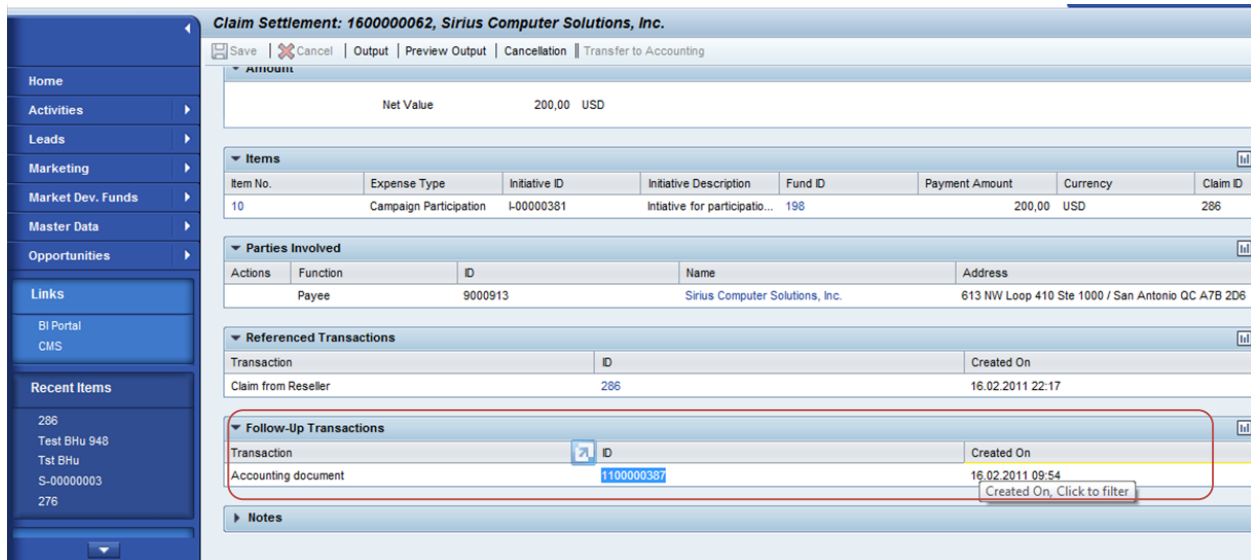 Claim Settlement: 1600000062, Sirius Computer Solutions, Inc.
Save | Cancel | Output | Preview Output | Cancellation | Transfer to Accounting
Home
Activities
Leads
Marketing
Market Dev. Funds
Master Data
Opportunities
Links
BI Portal
CMS
Recent Items
286
Test BHu 948
Tst BHu
S-00000003
276
Amount
Net Value 200,00 USD
Items
Item No. Expense Type Initiative ID Initiative Description Fund ID Payment Amount Currency Claim ID
10 Campaign Participation I-00000381 Intiative for participatio... 198 200,00 USD 286
Parties Involved
Actions Function ID Name Address
Payee 9000913 Sirius Computer Solutions, Inc. 613 NW Loop 410 Ste 1000 / San Antonio QC A7B 2D6
Referenced Transactions
Transaction ID Created On
Claim from Reseller 286 16.02.2011 22:17
Follow-Up Transactions
Transaction ID Created On
Accounting document 1100000387 16.02.2011 09:54
Created On, Click to filter
Notes